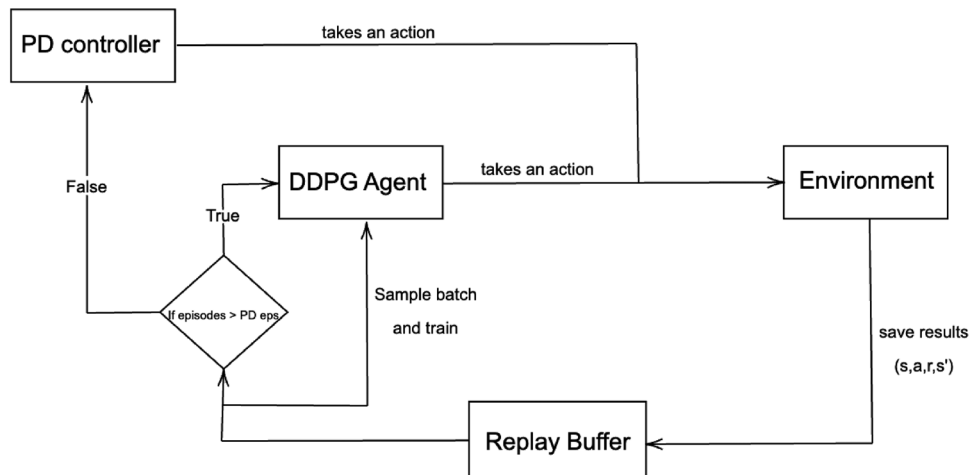 takes an action
PD controller
DDPG Agent
takes an action
Environment
False
True
Sample batch
and train
If episodes > PD eps
save results
(s,a,r,s')
Replay Buffer